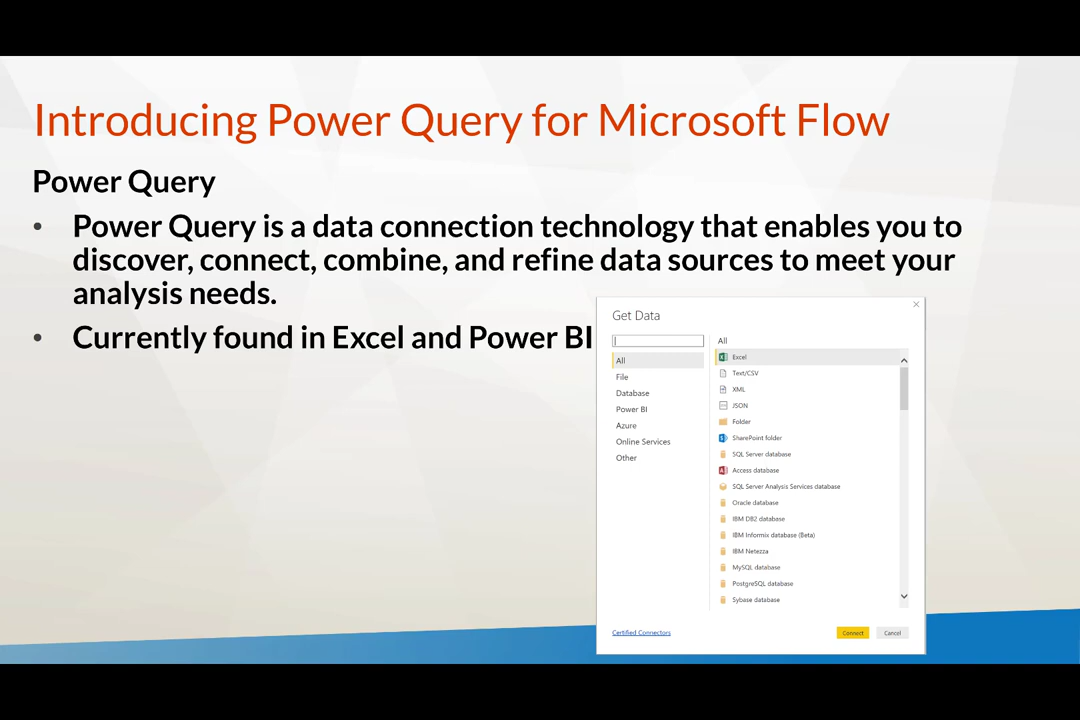 Introducing Power Query for Microsoft Flow
Power Query
• Power Query is a data connection technology that enables you to
discover, connect, combine, and refine data sources to meet your
analysis needs.
• Currently found in Excel and Power BI
Get Data
All
File
Database
Power BI
Azure
Online Services
Other
All
Excel
Text/CSV
XML
JSON
Folder
SharePoint folder
SQL Server database
Access database
SQL Server Analysis Services database
Oracle database
IBM DB2 database
IBM Informix database (Beta)
IBM Netezza
MySQL database
PostgreSQL database
Sybase database
Certified Connectors
Connect
Cancel